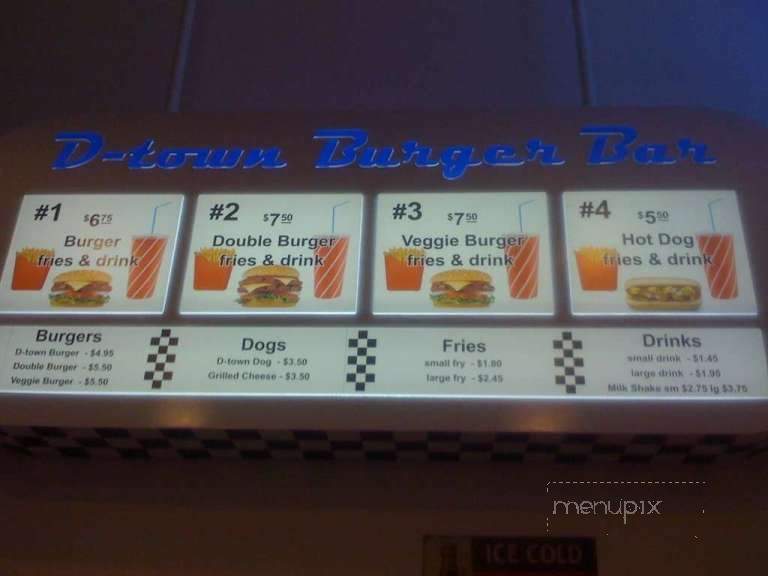 D-town Burger Bar
#1 $6.75
Burger
fries & drink
#2 $7.50
Double Burger
fries & drink
#3 $7.50
Veggie Burger
fries & drink
#4 $5.50
Hot Dog
fries & drink
Burgers
D-town Burger - $4.95
Double Burger - $5.50
Veggie Burger - $5.50
Dogs
D-town Dog - $3.50
Grilled Cheese - $3.50
Fries
small fry - $1.80
large fry - $2.45
Drinks
small drink - $1.45
large drink - $1.95
Milk Shake sm $2.75 lg $3.75
menupix
ICE COLD